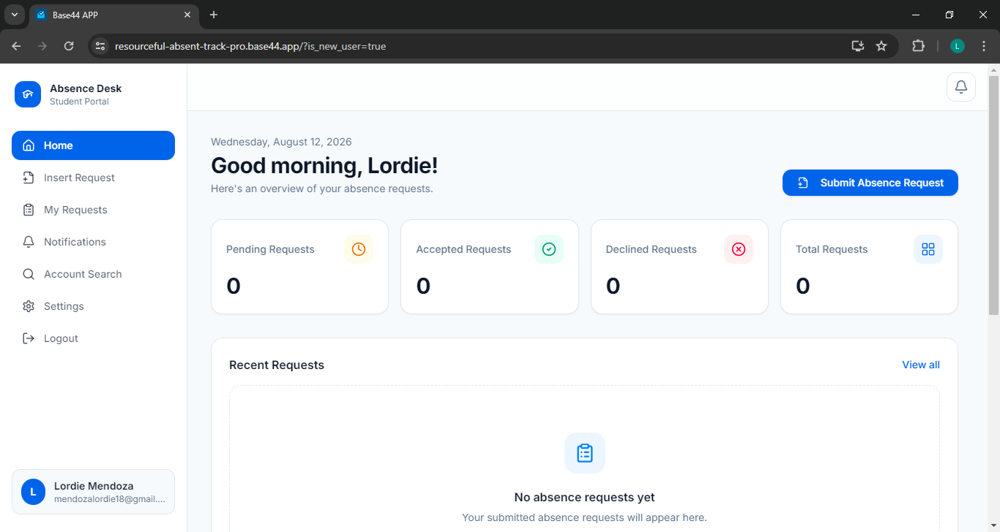 Base44 APP
resourceful-absent-track-pro.base44.app/?is_new_user=true
L
Absence Desk
Student Portal
Home
Insert Request
My Requests
Notifications
Account Search
Settings
Logout
L
Lordie Mendoza
mendozalordie18@gmail....
Wednesday, August 12, 2026
Good morning, Lordie!
Here's an overview of your absence requests.
Submit Absence Request
Pending Requests
0
Accepted Requests
0
Declined Requests
0
Total Requests
0
Recent Requests
View all
No absence requests yet
Your submitted absence requests will appear here.